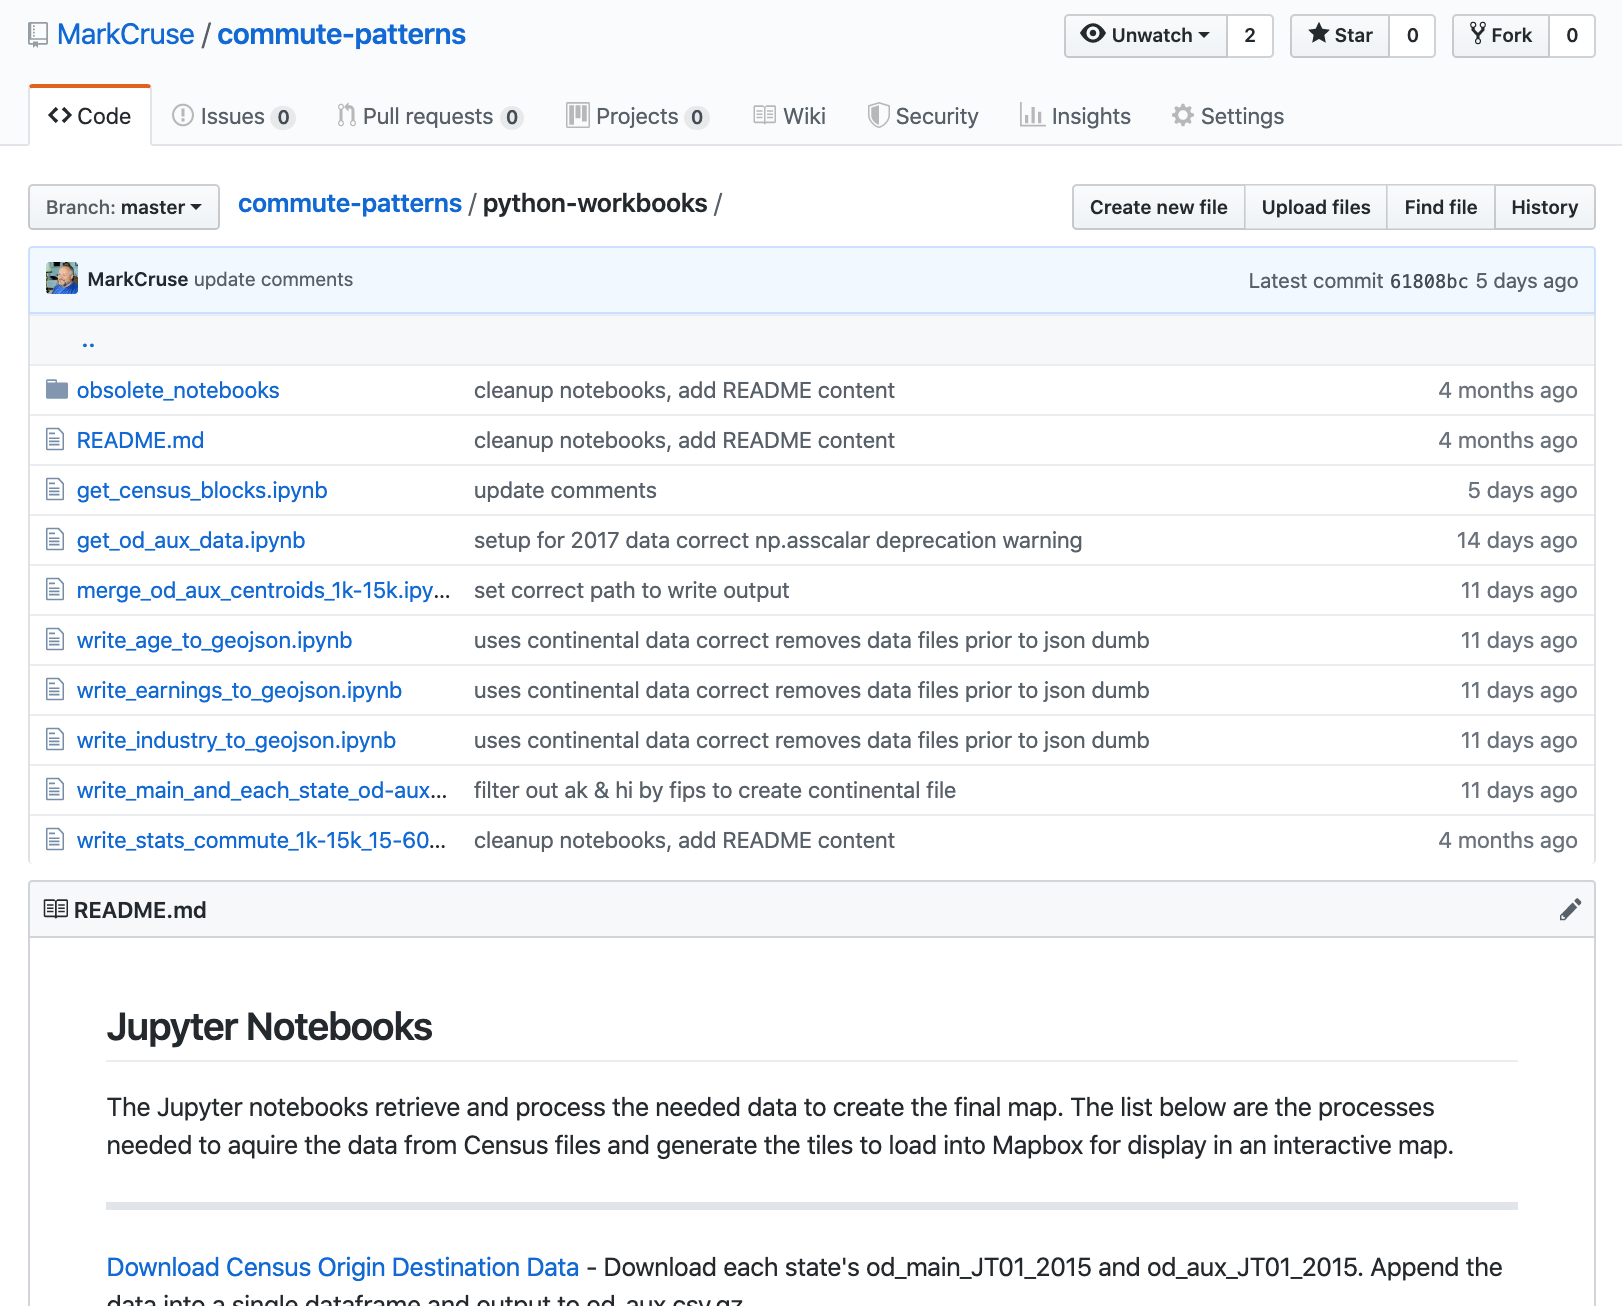 MarkCruse / commute-patterns
Unwatch 2 Star 0 Fork 0
Code Issues 0 Pull requests 0 Projects 0 Wiki Security Insights Settings
Branch: master commute-patterns / python-workbooks / Create new file Upload files Find file History
MarkCruse update comments Latest commit 61808bc 5 days ago
..
obsolete_notebooks cleanup notebooks, add README content 4 months ago
README.md cleanup notebooks, add README content 4 months ago
get_census_blocks.ipynb update comments 5 days ago
get_od_aux_data.ipynb setup for 2017 data correct np.asscalar deprecation warning 14 days ago
merge_od_aux_centroids_1k-15k.ipy... set correct path to write output 11 days ago
write_age_to_geojson.ipynb uses continental data correct removes data files prior to json dumb 11 days ago
write_earnings_to_geojson.ipynb uses continental data correct removes data files prior to json dumb 11 days ago
write_industry_to_geojson.ipynb uses continental data correct removes data files prior to json dumb 11 days ago
write_main_and_each_state_od-aux... filter out ak & hi by fips to create continental file 11 days ago
write_stats_commute_1k-15k_15-60... cleanup notebooks, add README content 4 months ago
README.md
Jupyter Notebooks
The Jupyter notebooks retrieve and process the needed data to create the final map. The list below are the processes
needed to aquire the data from Census files and generate the tiles to load into Mapbox for display in an interactive map.
Download Census Origin Destination Data - Download each state's od_main_JT01_2015 and od_aux_JT01_2015. Append the
data into a single dataframe and output to od_aux.csv.gz